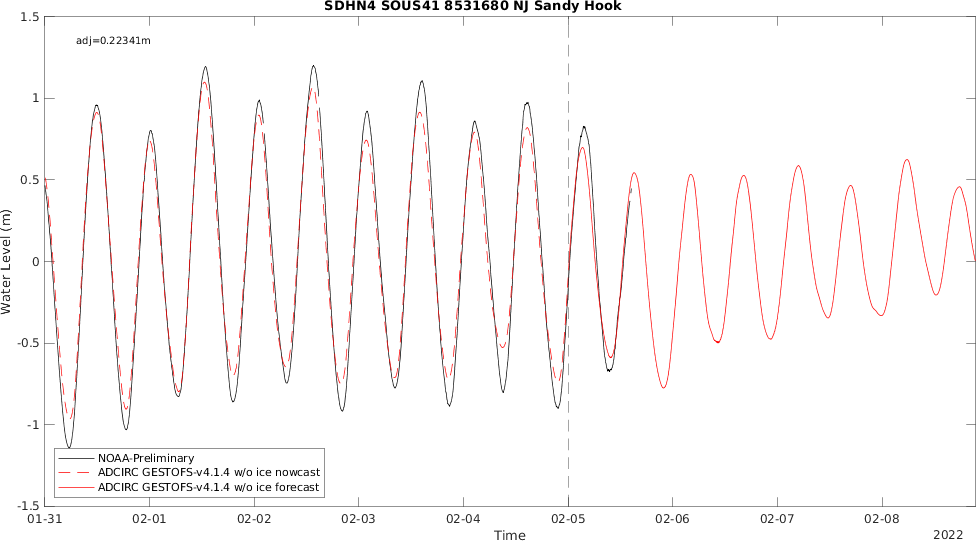 SDHN4 SOUS41 8531680 NJ Sandy Hook
adj=0.22341m
Water Level (m)
1.5
1
0.5
0
-0.5
-1
-1.5
NOAA-Preliminary
ADCIRC GESTOFS-v4.1.4 w/o ice nowcast
ADCIRC GESTOFS-v4.1.4 w/o ice forecast
01-31 02-01 02-02 02-03 02-04 02-05 02-06 02-07 02-08
Time
2022